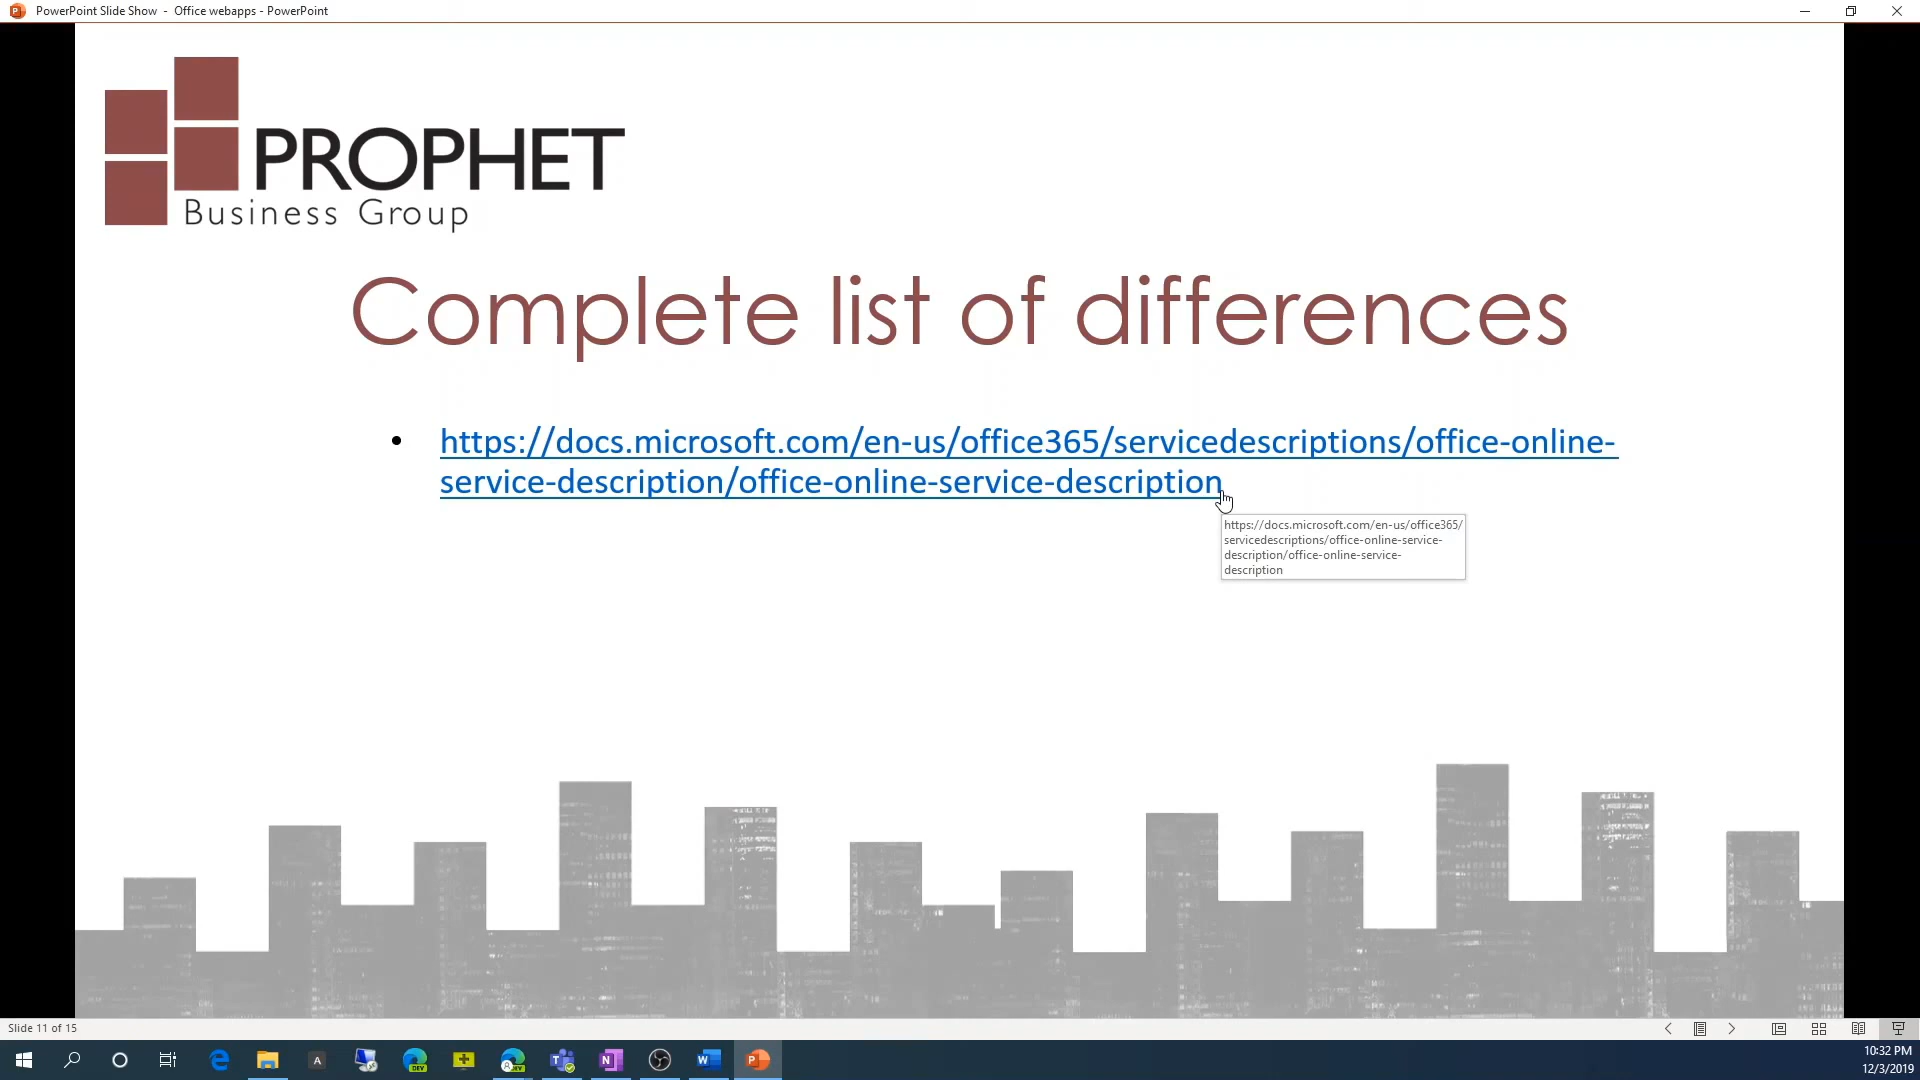 PowerPoint Slide Show - Office webapps - PowerPoint
PROPHET
Business Group
Complete list of differences
• https://docs.microsoft.com/en-us/office365/servicedescriptions/office-online-
service-description/office-online-service-description
https://docs.microsoft.com/en-us/office365/
servicedescriptions/office-online-service-
description/office-online-service-
description
Slide 11 of 15
10:32 PM
12/3/2019